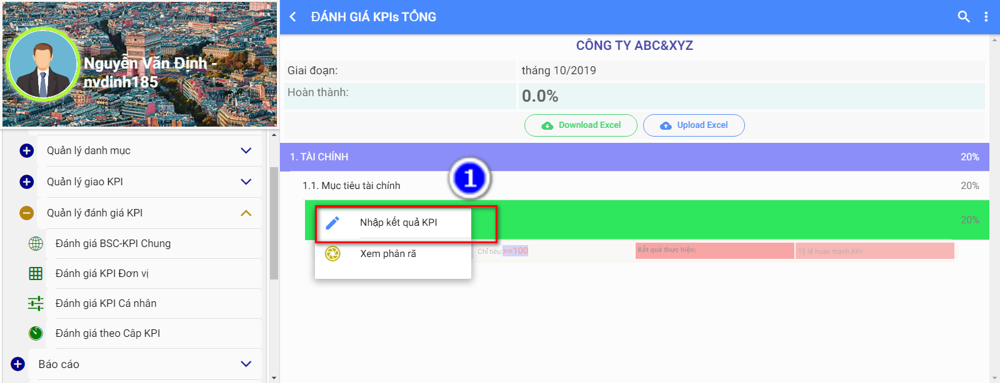 Nguyễn Văn Định -
nvdinh185
Quản lý danh mục
Quản lý giao KPI
Quản lý đánh giá KPI
Đánh giá BSC-KPI Chung
Đánh giá KPI Đơn vị
Đánh giá KPI Cá nhân
Đánh giá theo Câp KPI
Báo cáo
ĐÁNH GIÁ KPIs TỔNG
CÔNG TY ABC&XYZ
Giai đoạn: tháng 10/2019
Hoàn thành: 0.0%
Download Excel Upload Excel
1. TÀI CHÍNH 20%
1
1.1. Mục tiêu tài chính 20%
Nhập kết quả KPI 20%
Xem phân rã Chỉ tiêu:>=100 Kết quả thực hiện: Tỷ lệ hoàn thành KPI: